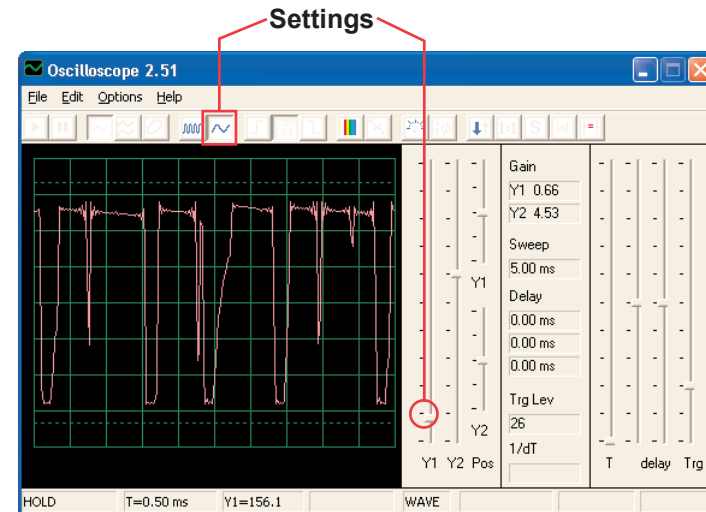 Settings
Oscilloscope 2.51
File Edit Options Help
1:1 S W
Gain
Y1 0.66
Y2 4.53
Sweep
5.00 ms
Y1
Delay
0.00 ms
0.00 ms
0.00 ms
Trg Lev
26
Y2
1/dT
Y1 Y2 Pos
T delay Trg
HOLD T=0.50 ms Y1=156.1 WAVE